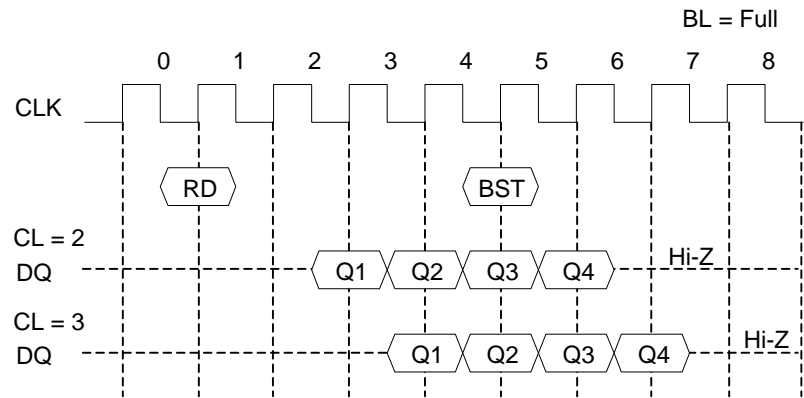 BL = Full
0 1 2 3 4 5 6 7 8
CLK
RD BST
CL = 2
DQ Q1 Q2 Q3 Q4 Hi-Z
CL = 3
DQ Q1 Q2 Q3 Q4 Hi-Z